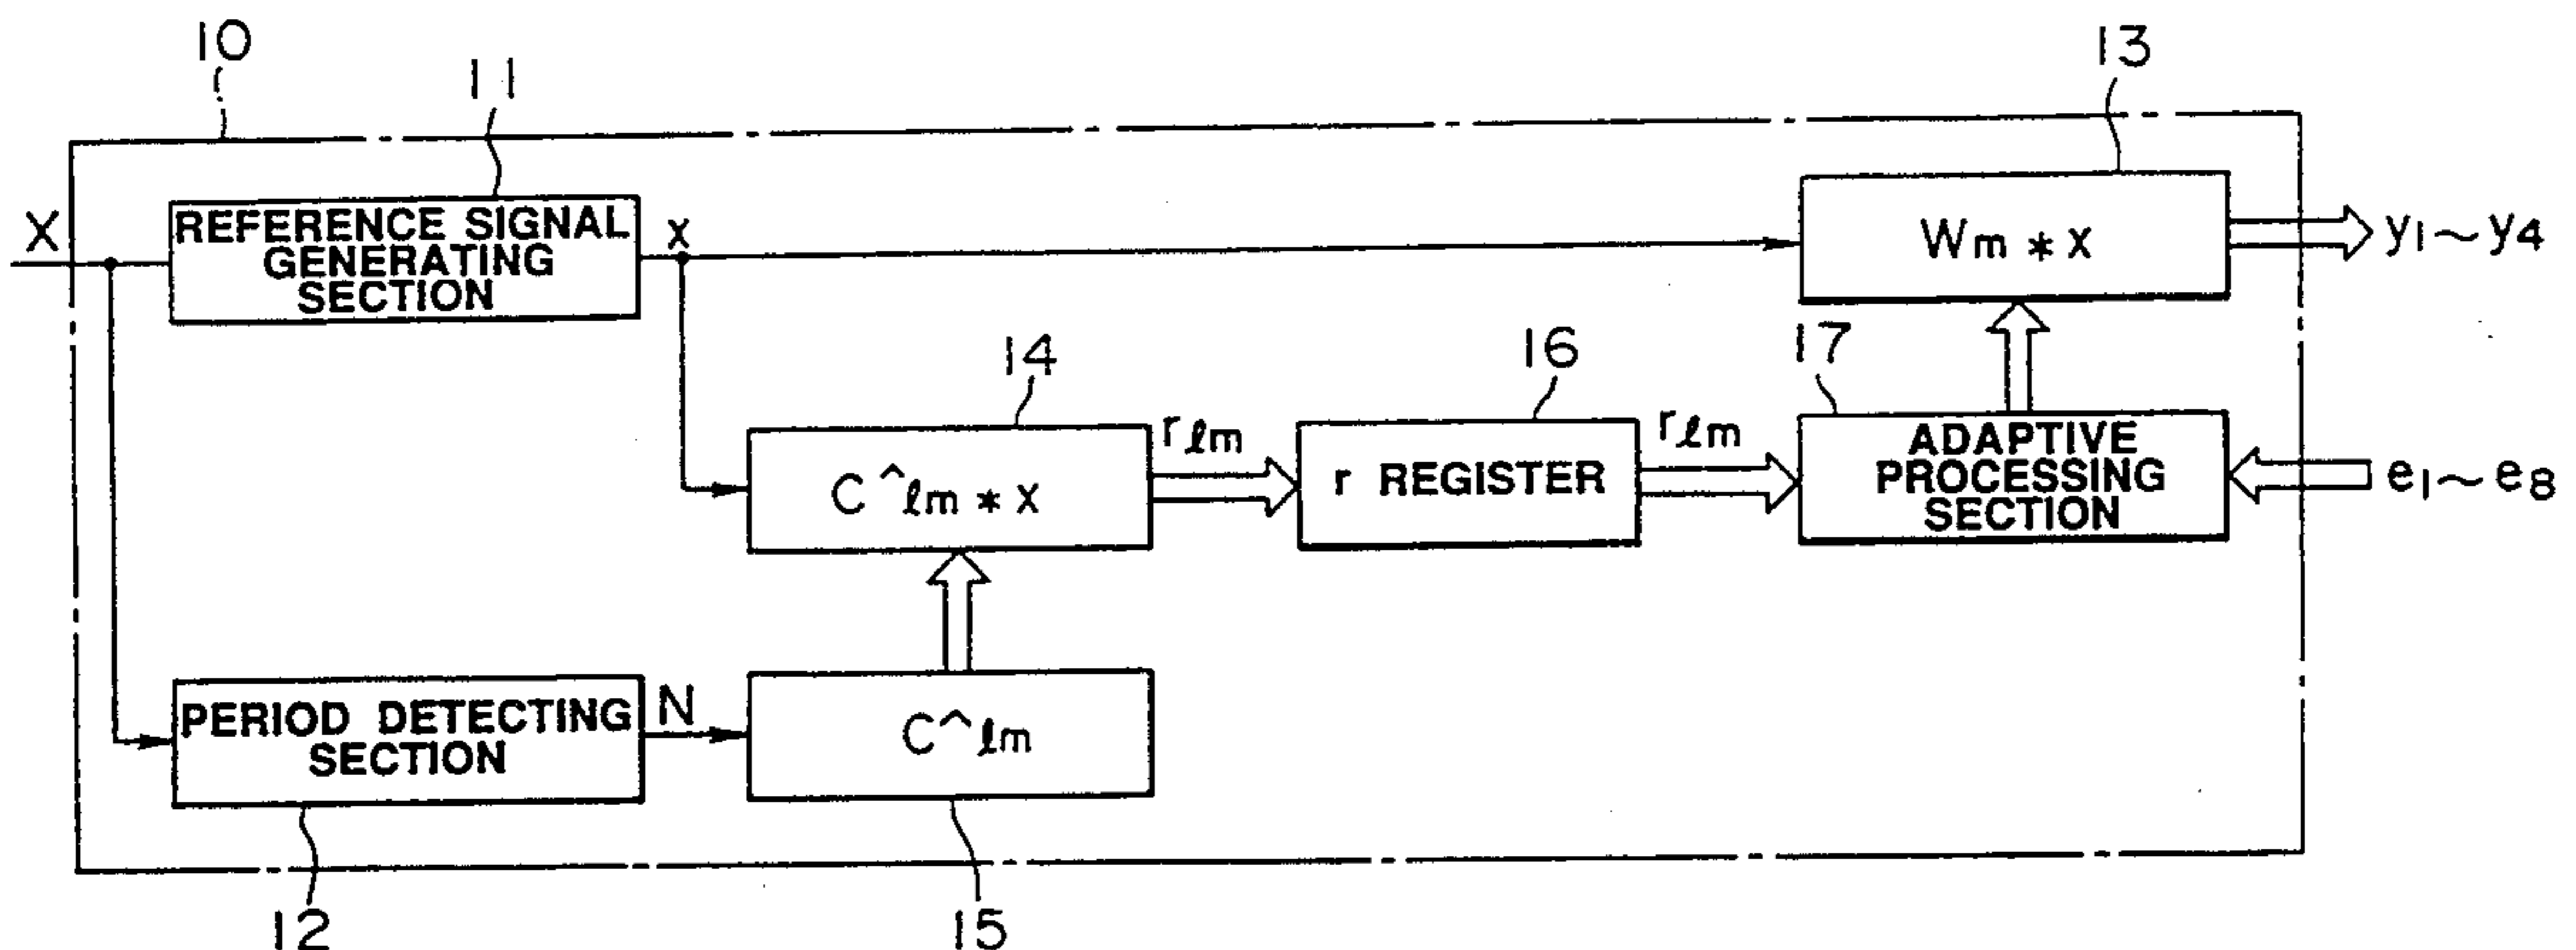 10
11
13
X
REFERENCE SIGNAL
GENERATING
SECTION
x
Wm * x
y1~y4
14
16
17
C^ℓm * x
rℓm
r REGISTER
rℓm
ADAPTIVE
PROCESSING
SECTION
e1~e8
PERIOD DETECTING
SECTION
N
C^ℓm
12
15